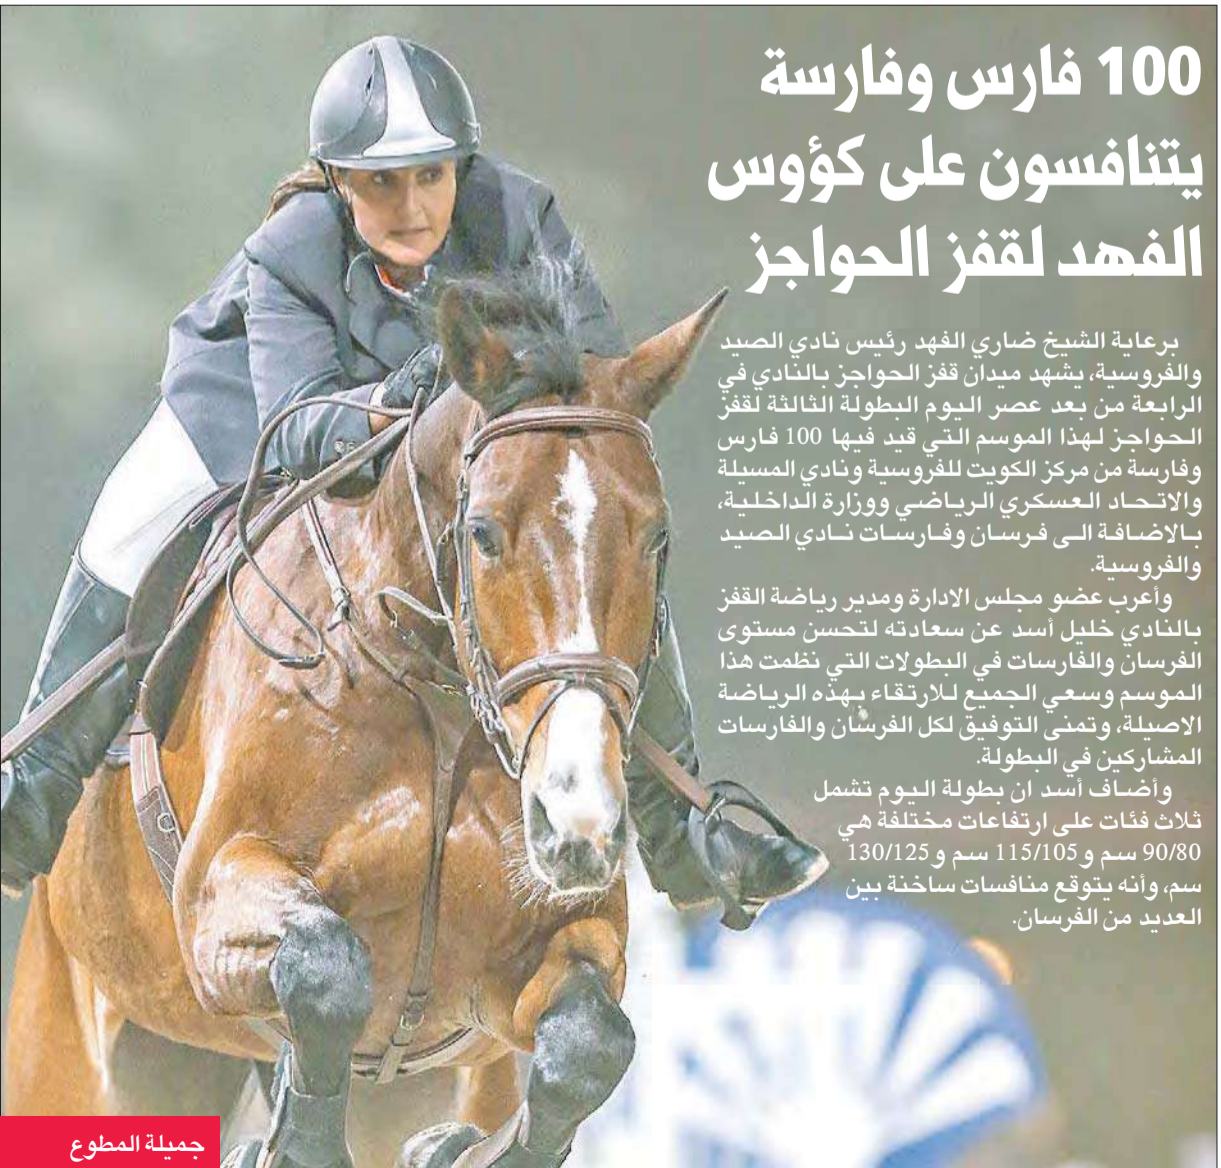 100 فارس وفارسة
يتنافسون على كؤوس
الفهد لقفز الحواجز
برعاية الشيخ ضاري الفهد رئيس نادي الصيد
والفروسية، يشهد ميدان قفز الحواجز بالنادي في
الرابعة من بعد عصر اليوم البطولة الثالثة لقفز
الحواجز لهذا الموسم التي قيد فيها 100 فارس
وفارسة من مركز الكويت للفروسية ونادي المسيلة
والاتحاد العسكري الرياضي ووزارة الداخلية،
بالاضافة الى فرسان وفارسات نادي الصيد
والفروسية.
وأعرب عضو مجلس الادارة ومدير رياضة القفز
بالنادي خليل أسد عن سعادته لتحسن مستوى
الفرسان والفارسات في البطولات التي نظمت هذا
الموسم وسعي الجميع للارتقاء بهذه الرياضة
الاصيلة، وتمنى التوفيق لكل الفرسان والفارسات
المشاركين في البطولة.
وأضاف أسد ان بطولة اليوم تشمل
ثلاث فئات على ارتفاعات مختلفة هي
90/80 سم و115/105 سم و130/125
سم، وأنه يتوقع منافسات ساخنة بين
العديد من الفرسان.
جميلة المطوع